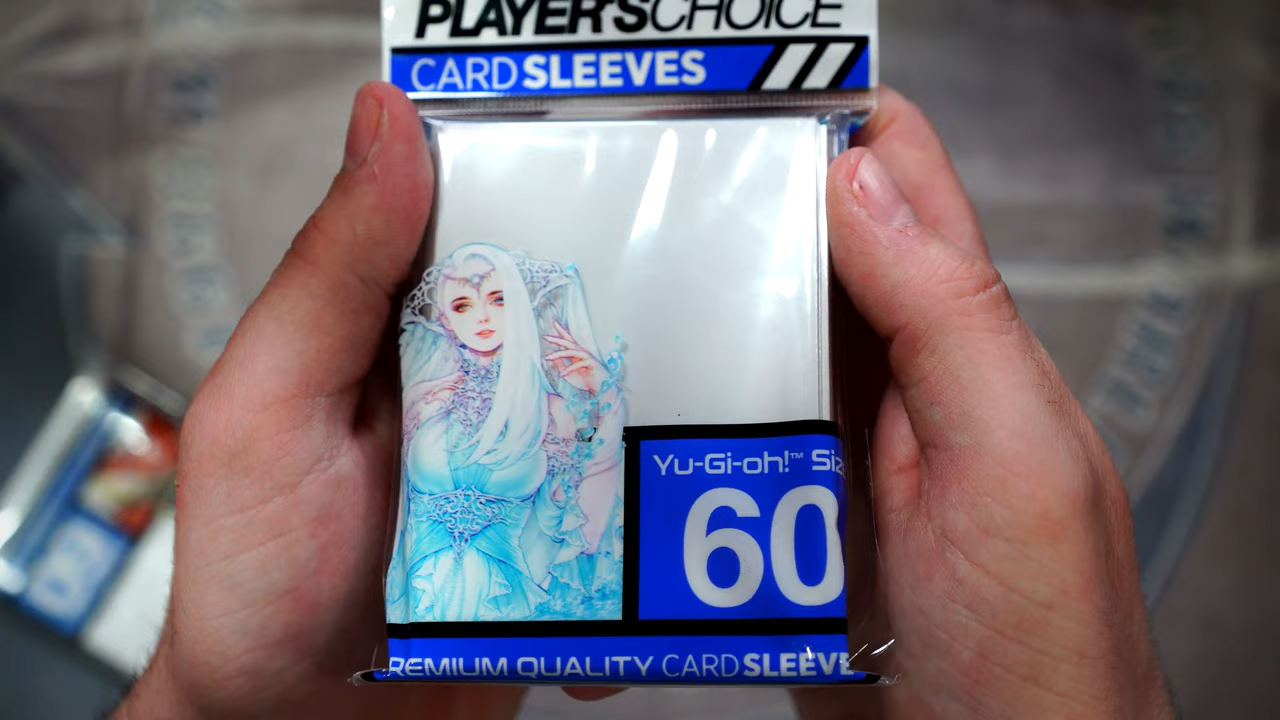 PLAYER'SCHOICE
CARD SLEEVES
Yu-Gi-oh!™ Siz
60
REMIUM QUALITY CARD SLEEVE